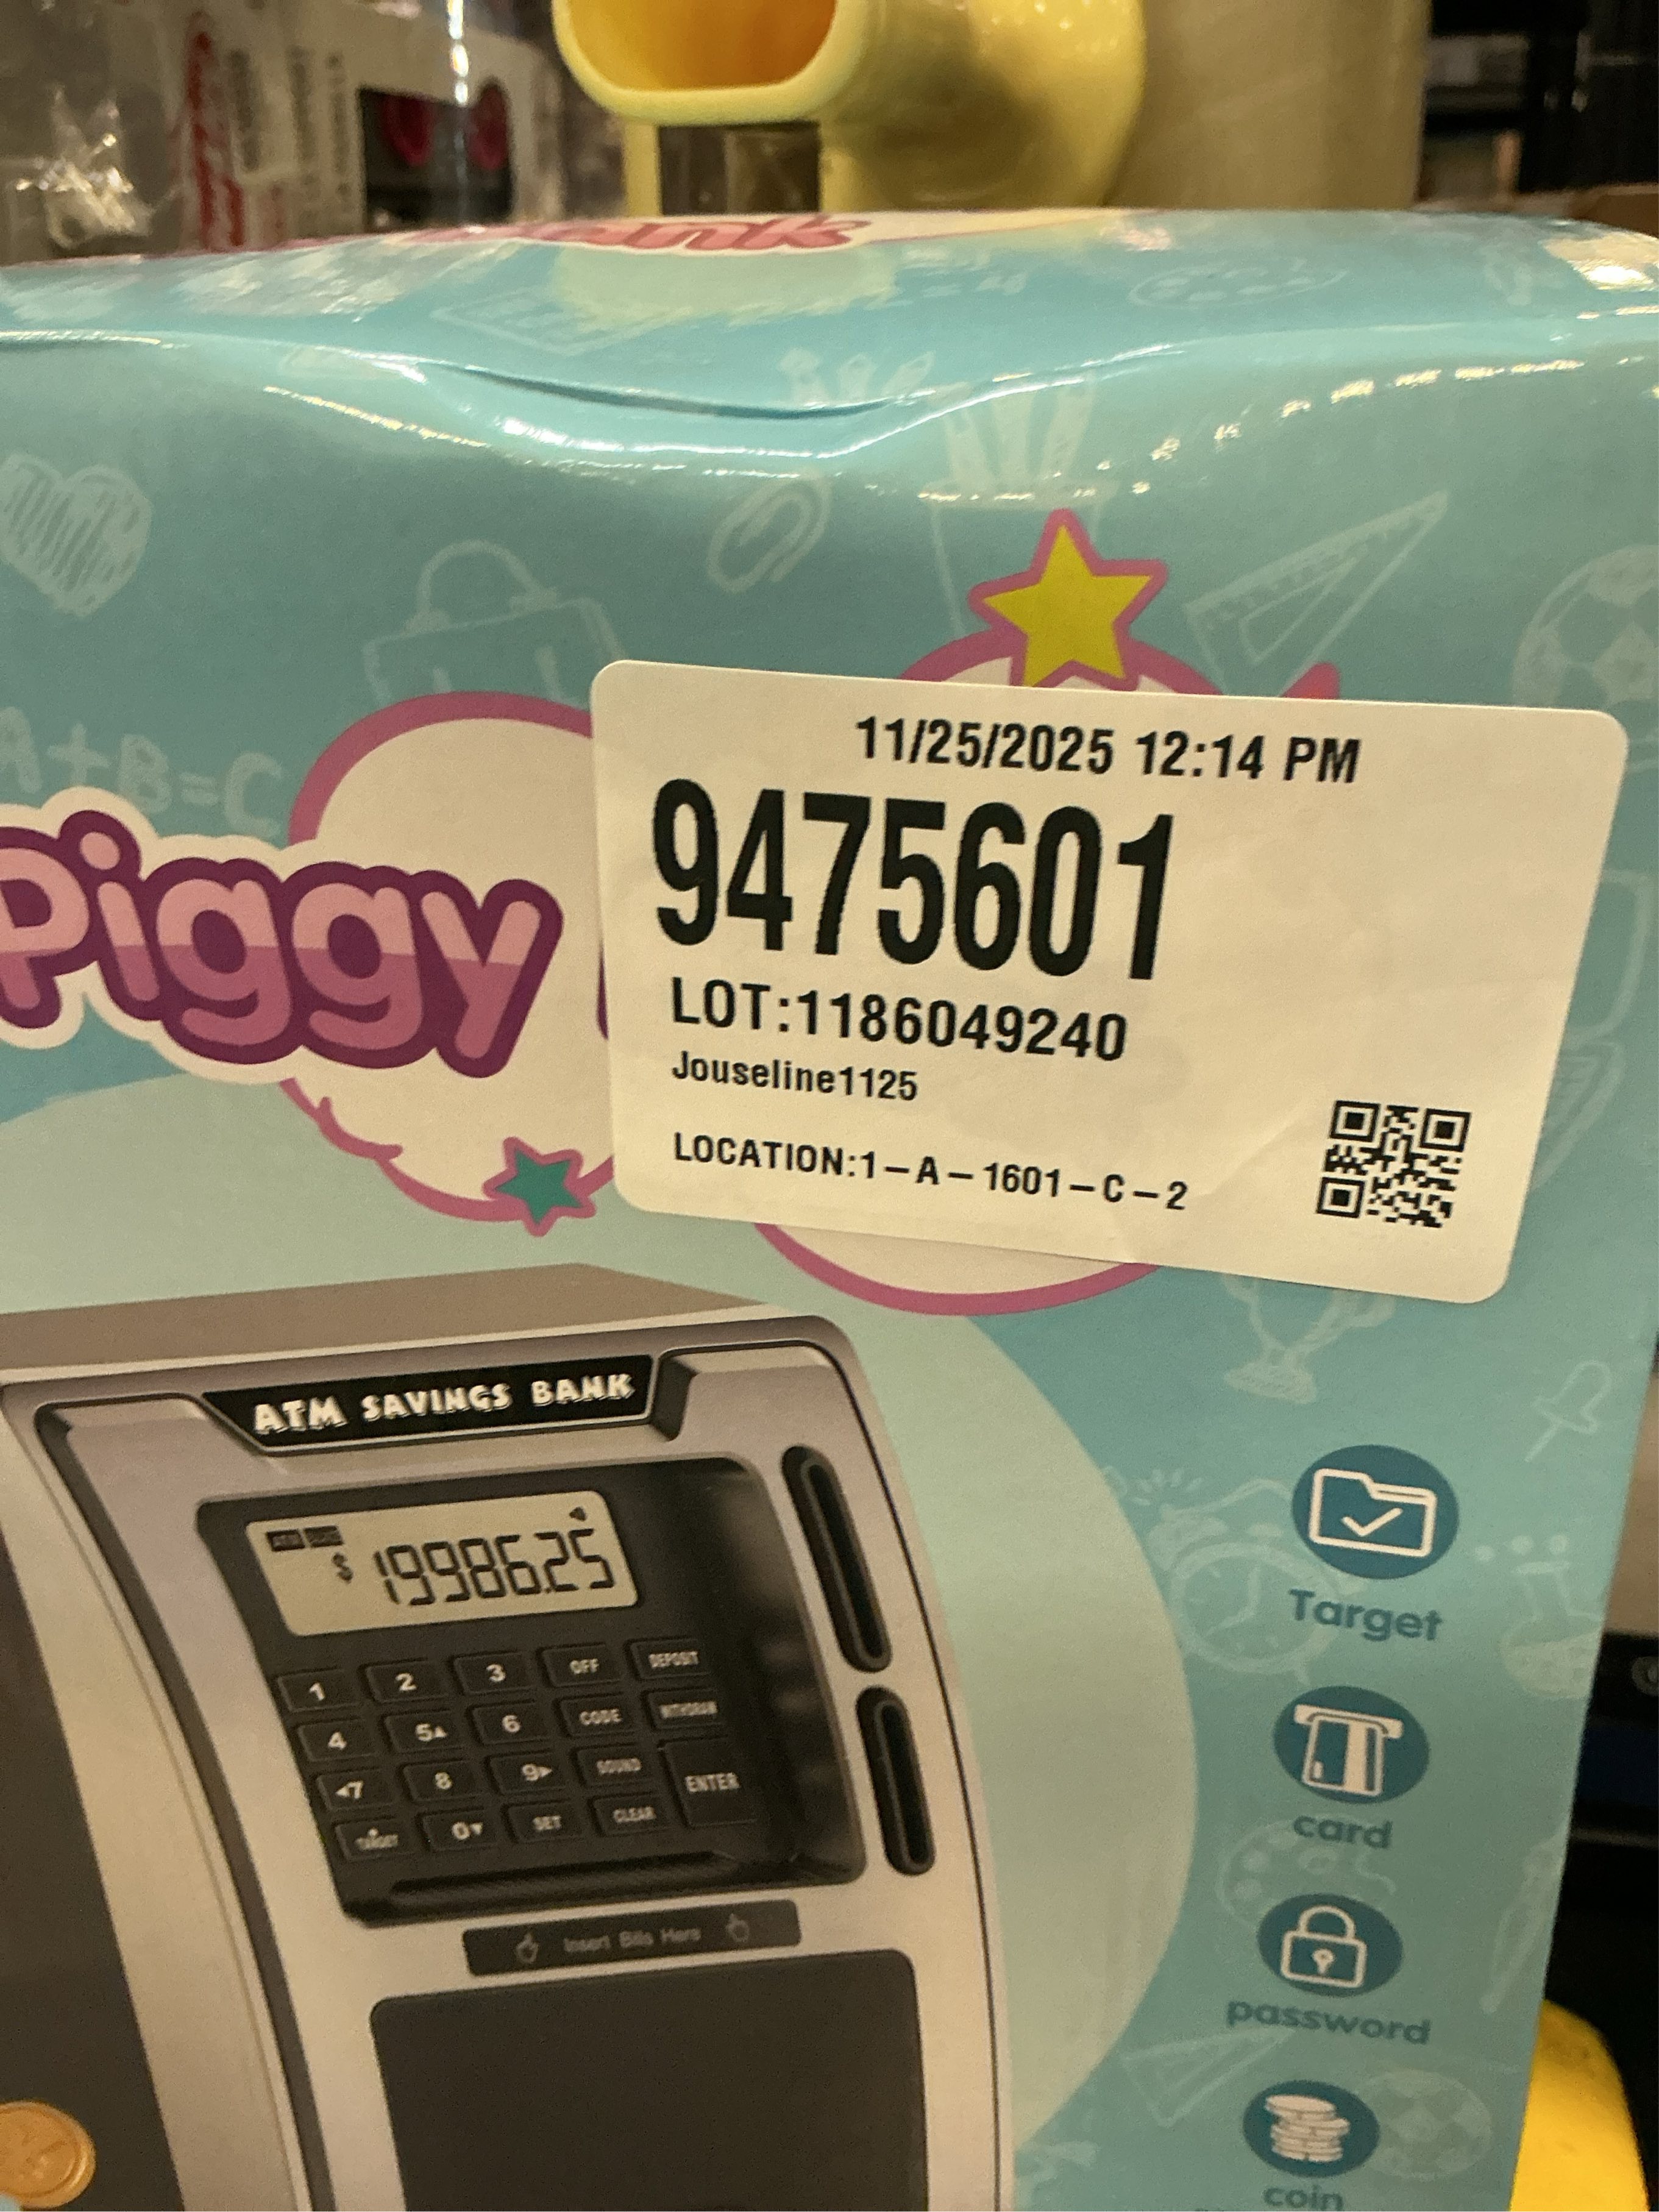 A+B=C
Piggy
11/25/2025 12:14 PM
9475601
LOT:1186049240
Jouseline1125
LOCATION:1-A-1601-C-2
ATM SAVINGS BANK
$ 19986.25
1 2 3 OFF DEPOSIT
4 5▲ 6 CODE WITHDRAW
◄7 8 9► SOUND
ENTER
TARGET 0▼ SET CLEAR
Insert Bills Here
Target
card
password
coin